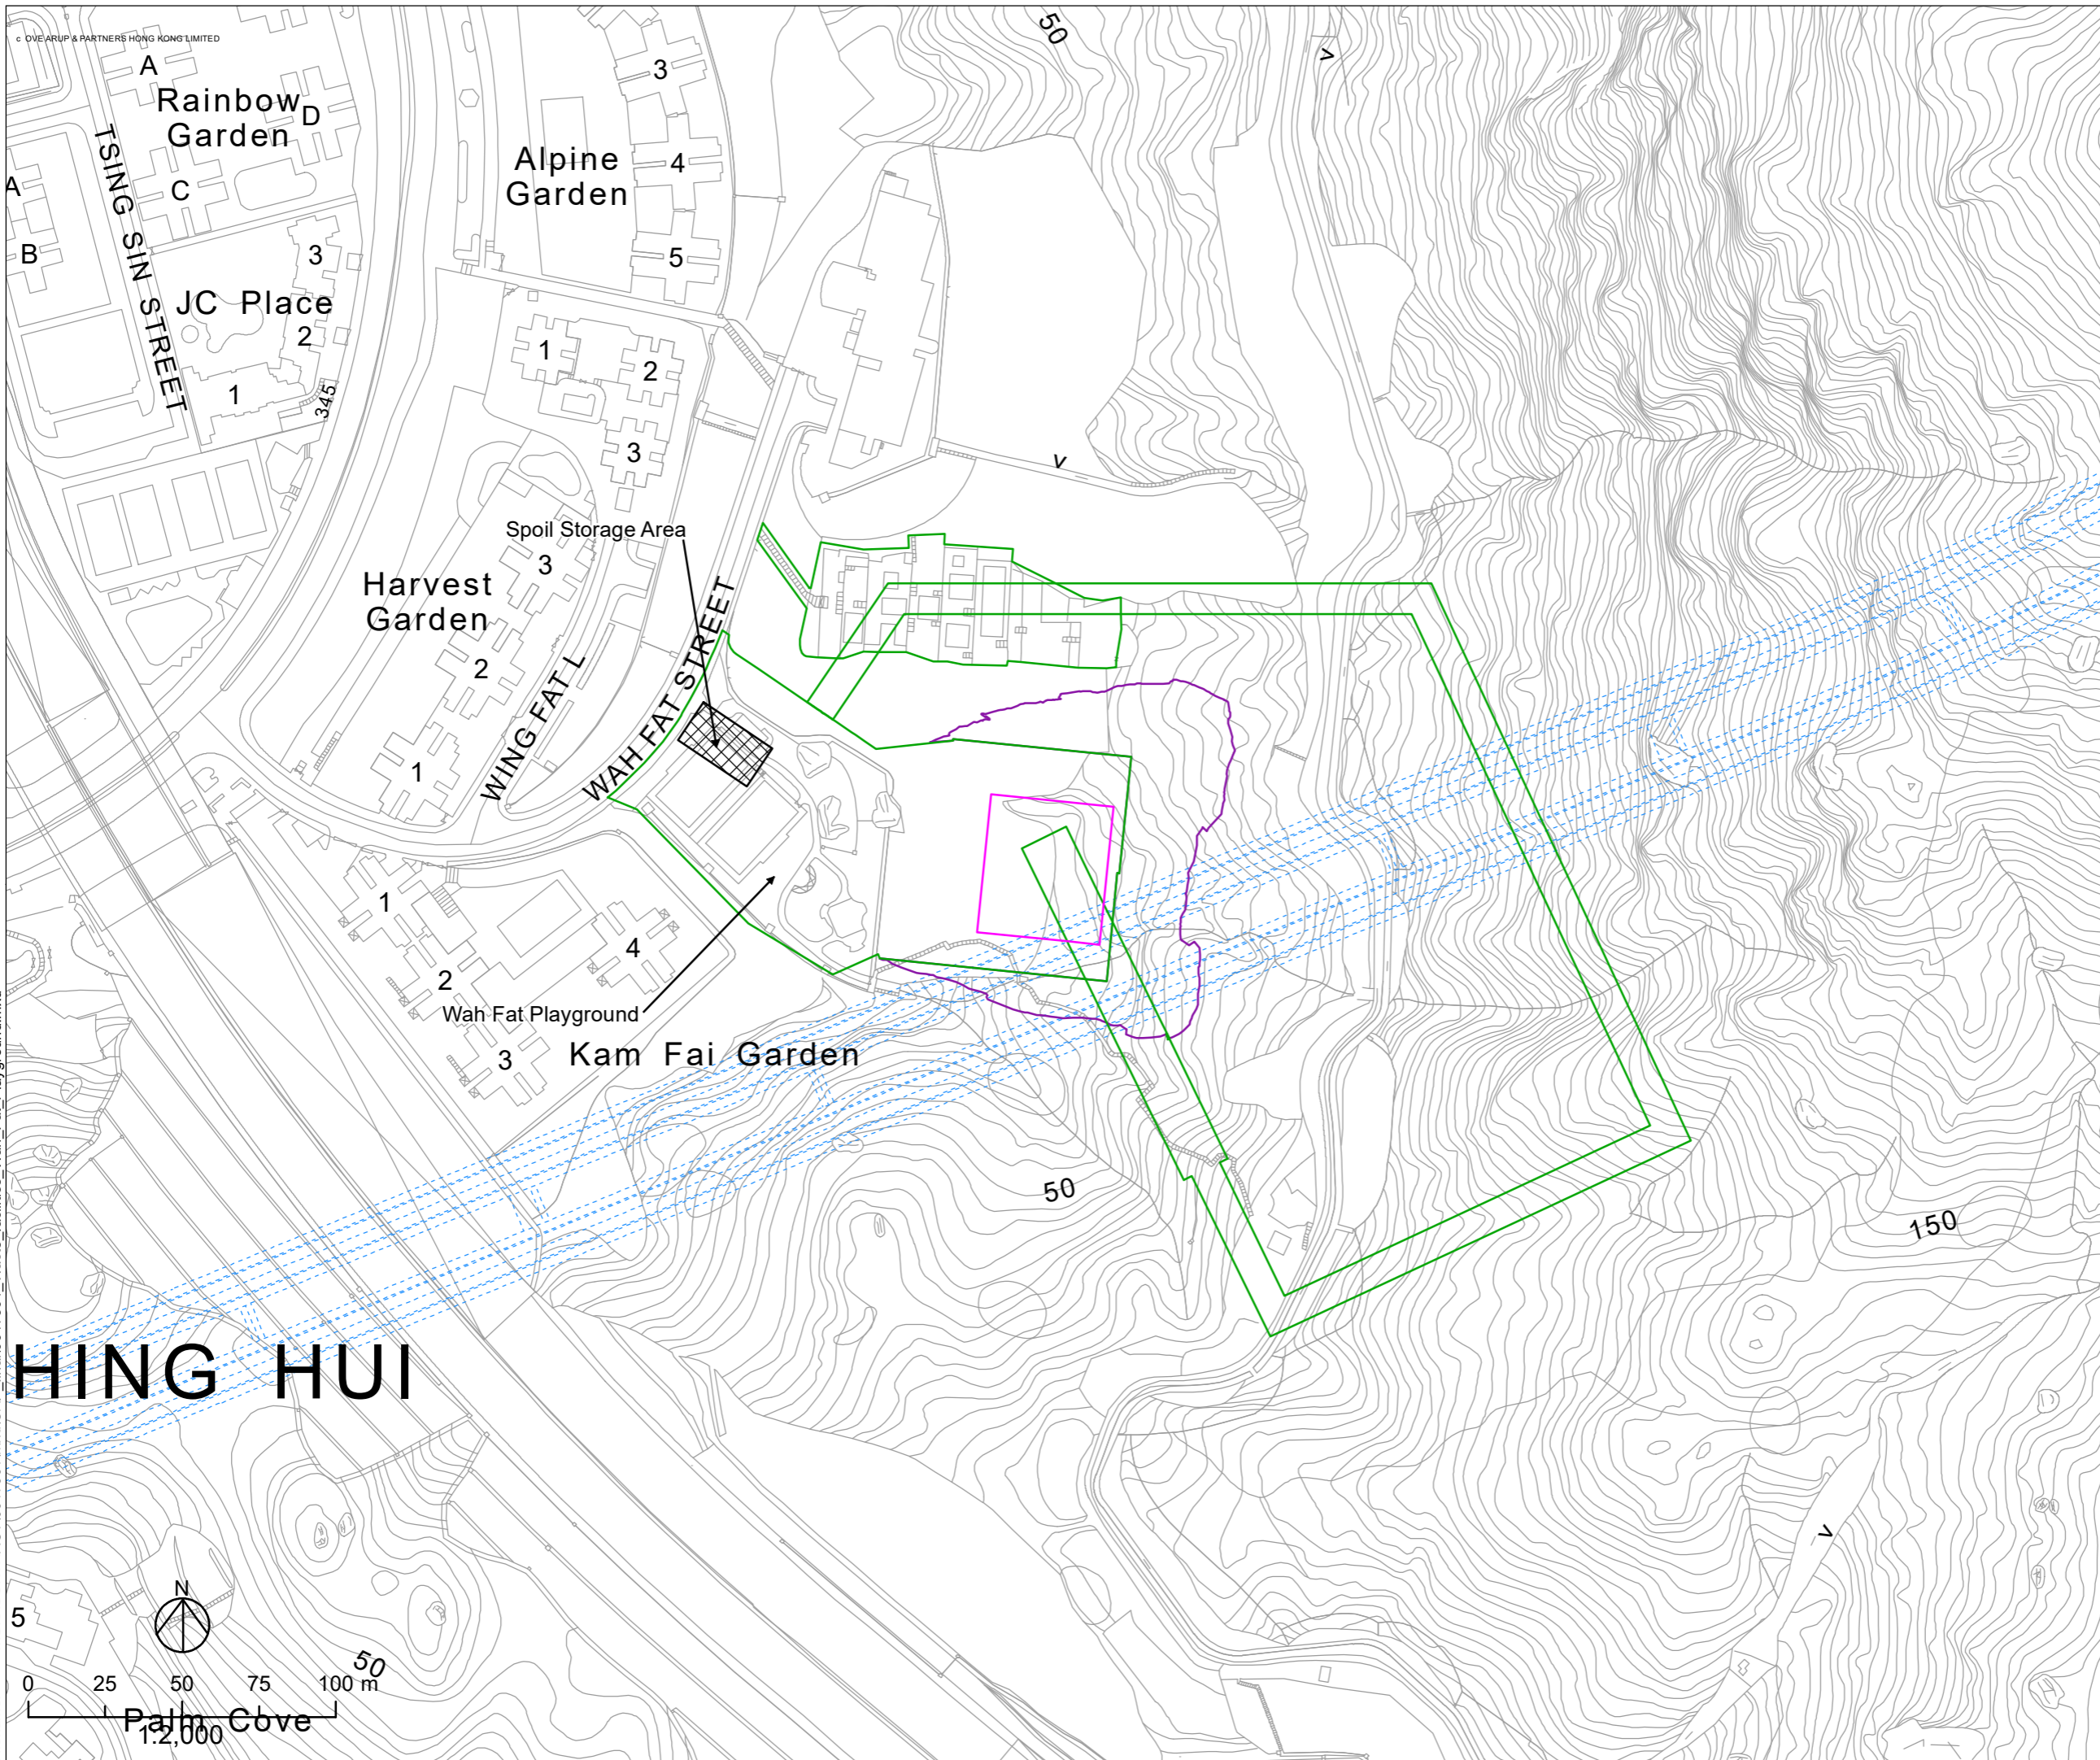 c OVE ARUP & PARTNERS HONG KONG LIMITED
50
v
A
Rainbow
D
Garden
C
A
B
TSING SIN STREET
3
JC Place
2
1
345
3
Alpine
Garden
4
5
1
2
3
v
Spoil Storage Area
3
Harvest
Garden
2
1
WING FAT L
WAH FAT STREET
1
2
4
3
Wah Fat Playground
Kam Fai Garden
50
150
HING HUI
v
5
N
50
0 25 50 75 100 m
Palm Cove
1:2,000